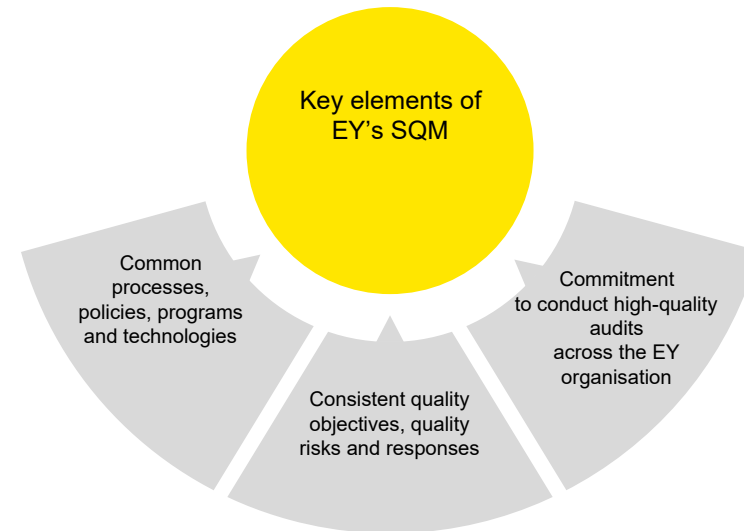 Key elements of
EY’s SQM
Common
processes,
policies, programs
and technologies
Consistent quality
objectives, quality
risks and responses
Commitment
to conduct high-quality
audits
across the EY
organisation